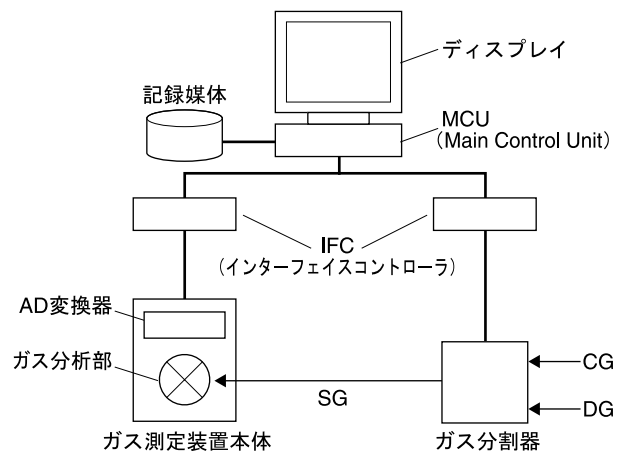 ディスプレイ
記録媒体
MCU
(Main Control Unit)
IFC
(インターフェイスコントローラ)
AD変換器
ガス分析部
SG
CG
DG
ガス測定装置本体
ガス分割器